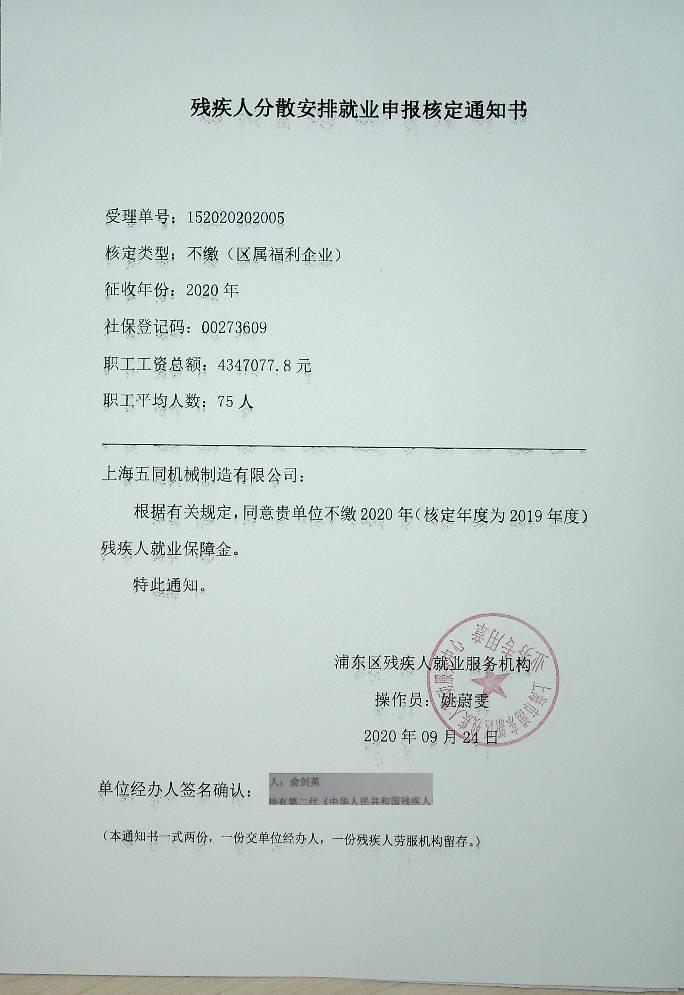 残疾人分散安排就业申报核定通知书
受理单号：152020202005
核定类型：不缴（区属福利企业）
征收年份：2020 年
社保登记码：00273609
职工工资总额：4347077.8 元
职工平均人数：75 人
上海五同机械制造有限公司：
根据有关规定，同意贵单位不缴 2020 年（核定年度为 2019 年度）
残疾人就业保障金。
特此通知。
浦东区残疾人就业服务机构
操作员：姚蔚雯
2020 年 09 月 24 日
业务专用章
单位经办人签名确认：
人：俞剑英
持有第二代《中华人民共和国残疾人
（本通知书一式两份，一份交单位经办人，一份残疾人劳服机构留存。）